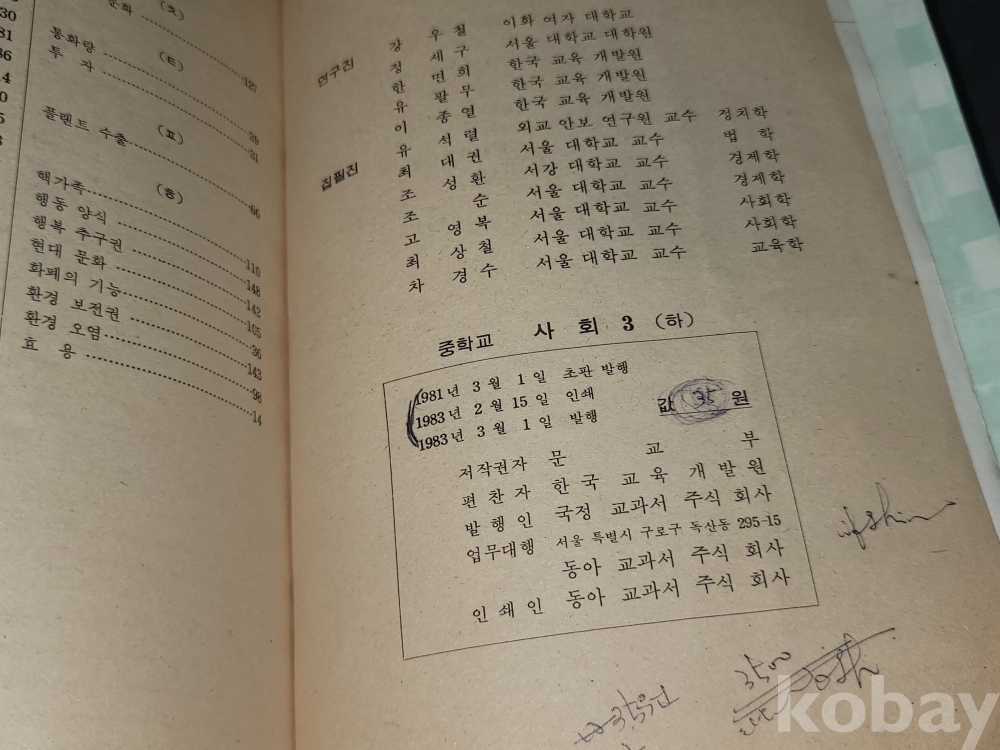 30
81
86
4
0
5
3
문화
(ㅊ)
127
통화량
(ㅌ)
투 자
29
31
플랜트 수출
(ㅍ)
66
핵가족
(ㅎ)
110
행동 양식
148
행복 추구권
142
현대 문화
105
화폐의 기능
36
환경 보전권
143
환경 오염
98
효 용
14
연구진 강 우 철 이화 여자 대학교
정 세 구 서울 대학교 대학원
한 면 희 한국 교육 개발원
유 팔 무 한국 교육 개발원
이 종 열 한국 교육 개발원
집필진 유 석 렬 외교 안보 연구원 교수 정치학
최 대 권 서울 대학교 교수 법 학
조 성 환 서강 대학교 교수 경제학
조 순 서울 대학교 교수 경제학
고 영 복 서울 대학교 교수 사회학
최 상 철 서울 대학교 교수 사회학
차 경 수 서울 대학교 교수 교육학
중학교 사 회 3 (하)
1981년 3월 1일 초판 발행
1983년 2월 15일 인쇄
1983년 3월 1일 발행
값 35 원
저작권자 문 교 부
편 찬 자 한 국 교 육 개 발 원
발 행 인 국정 교과서 주식 회사
업무대행 서울 특별시 구로구 독산동 295-15
동아 교과서 주식 회사
인 쇄 인 동아 교과서 주식 회사
3500
kobay